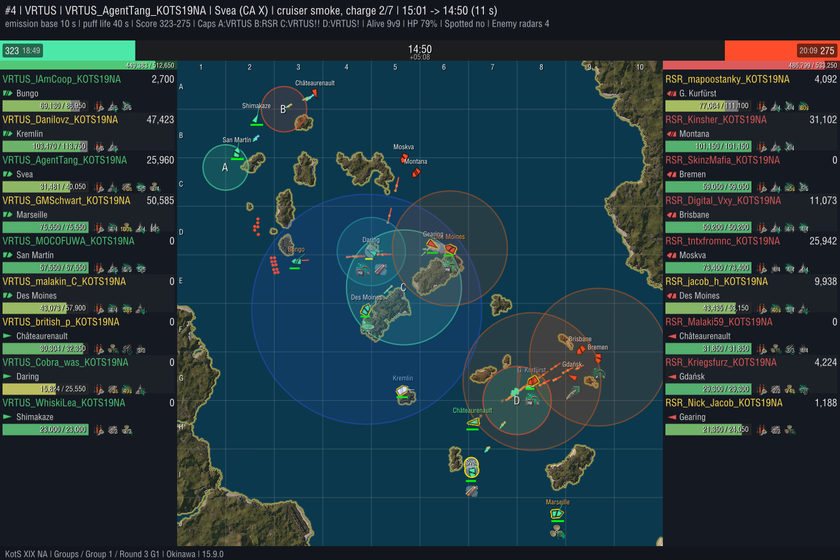 #4 | VRTUS | VRTUS_AgentTang_KOTS19NA | Svea (CA X) | cruiser smoke, charge 2/7 | 15:01 -> 14:50 (11 s)
emission base 10 s | puff life 40 s | Score 323-275 | Caps A:VRTUS B:RSR C:VRTUS!! D:VRTUS! | Alive 9v9 | HP 79% | Spotted no | Enemy radars 4
323 18:49
14:50
+05:08
20:09 275
1 2 3 4 5 6 7 8 9 10
VRTUS_IAmCoop_KOTS19NA 2,700
Bungo
VRTUS_Danilovz_KOTS19NA 47,423
Kremlin
VRTUS_AgentTang_KOTS19NA 25,960
Svea
VRTUS_GMSchwart_KOTS19NA 50,585
Marseille
VRTUS_MOCOFUWA_KOTS19NA 0
San Martín
VRTUS_malakin_C_KOTS19NA 0
Des Moines
VRTUS_british_p_KOTS19NA 0
Châteaurenault
VRTUS_Cobra_was_KOTS19NA 0
Daring
VRTUS_WhiskiLea_KOTS19NA 0
Shimakaze
23,000 / 23,000
A
B
C
D
E
G
Châteaurenault
Shimakaze
B
San Martín
A
Moskva
Montana
Daring
Gearing
Moines
Bungo
C
Des Moines
Brisbane
Bremen
Gdańsk
G. Kurfürst
Kremlin
D
Châteaurenault
Marseille
RSR_mapoostanky_KOTS19NA 4,092
G. Kurfürst
RSR_Kinsher_KOTS19NA 31,102
Montana
RSR_SkinzMafia_KOTS19NA 0
Bremen
RSR_Digital_Vxy_KOTS19NA 11,073
Brisbane
RSR_tntxfromnc_KOTS19NA 25,942
Moskva
RSR_jacob_h_KOTS19NA 9,938
Des Moines
RSR_Malaki59_KOTS19NA 0
Châteaurenault
RSR_Kriegsfurz_KOTS19NA 4,224
Gdańsk
RSR_Nick_Jacob_KOTS19NA 1,188
Gearing
KotS XIX NA | Groups / Group 1 / Round 3 G1 | Okinawa | 15.9.0